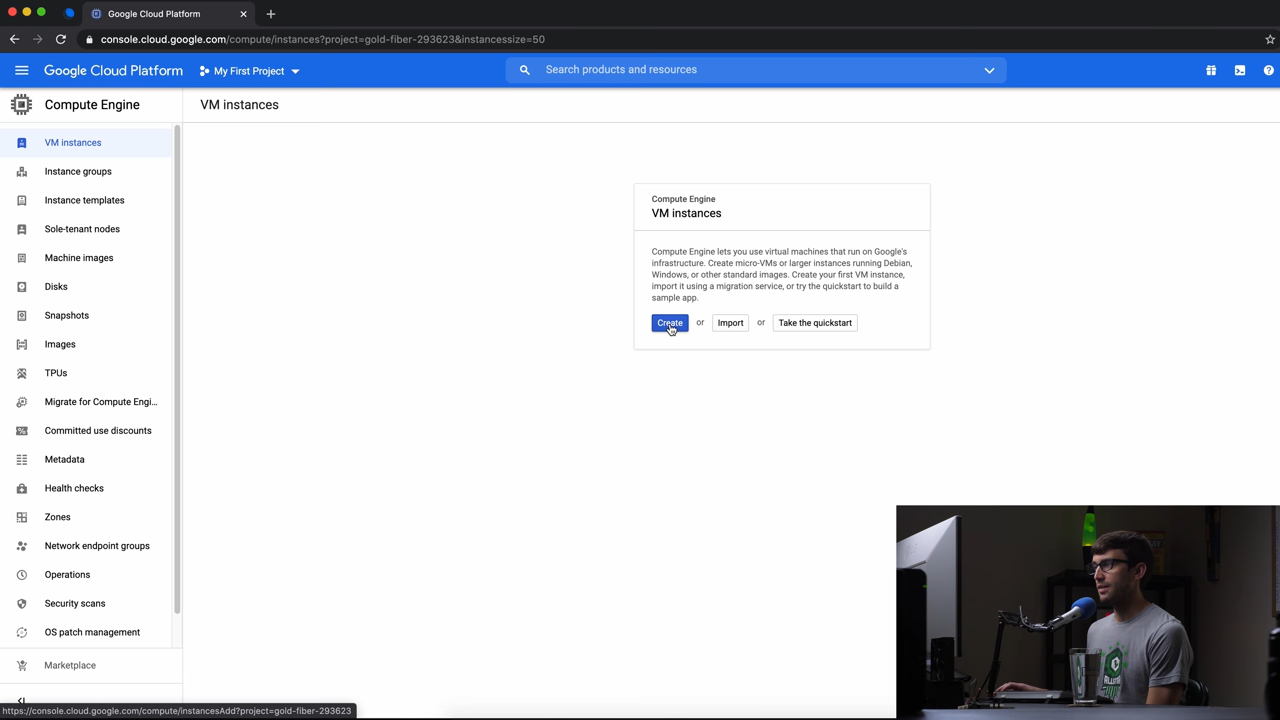 Google Cloud Platform
console.cloud.google.com/compute/instances?project=gold-fiber-293623&instancessize=50
Google Cloud Platform
My First Project
Search products and resources
Compute Engine
VM instances
VM instances
Instance groups
Instance templates
Sole-tenant nodes
Machine images
Disks
Snapshots
Images
TPUs
Migrate for Compute Engi...
Committed use discounts
Metadata
Health checks
Zones
Network endpoint groups
Operations
Security scans
OS patch management
Marketplace
Compute Engine
VM instances
Compute Engine lets you use virtual machines that run on Google's
infrastructure. Create micro-VMs or larger instances running Debian,
Windows, or other standard images. Create your first VM instance,
import it using a migration service, or try the quickstart to build a
sample app.
Create or Import or Take the quickstart
https://console.cloud.google.com/compute/instancesAdd?project=gold-fiber-293623